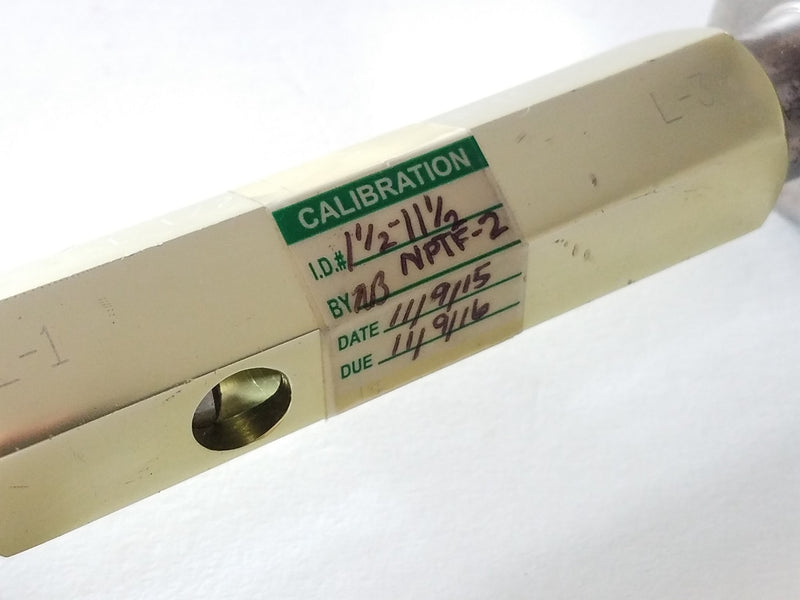 CALIBRATION
I.D.# 1 1/2-11 1/2
NPTF-2
BY
DATE 11/9/15
DUE 11/9/16
L-1
L-3